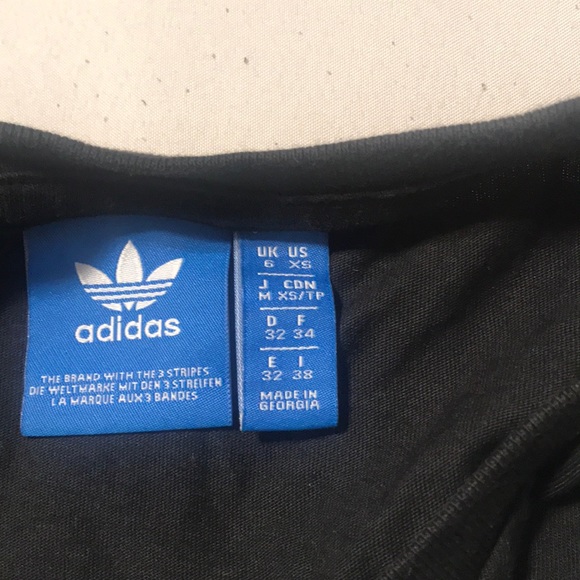 adidas
THE BRAND WITH THE 3 STRIPES
DIE WELTMARKE MIT DEN 3 STREIFEN
LA MARQUE AUX 3 BANDES
UK US
6 XS
J CDN
M XS/TP
D F
32 34
E I
32 38
MADE IN
GEORGIA